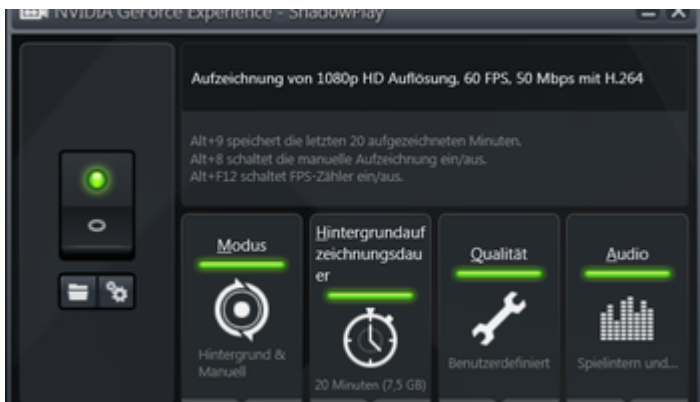 NVIDIA GeForce Experience - ShadowPlay
Aufzeichnung von 1080p HD Auflösung, 60 FPS, 50 Mbps mit H.264
Alt+9 speichert die letzten 20 aufgezeichneten Minuten.
Alt+8 schaltet die manuelle Aufzeichnung ein/aus.
Alt+F12 schaltet FPS-Zähler ein/aus.
Modus
Hintergrund &
Manuell
Hintergrundauf
zeichnungsdau
er
20 Minuten (7,5 GB)
Qualität
Benutzerdefiniert
Audio
Spielintern und...